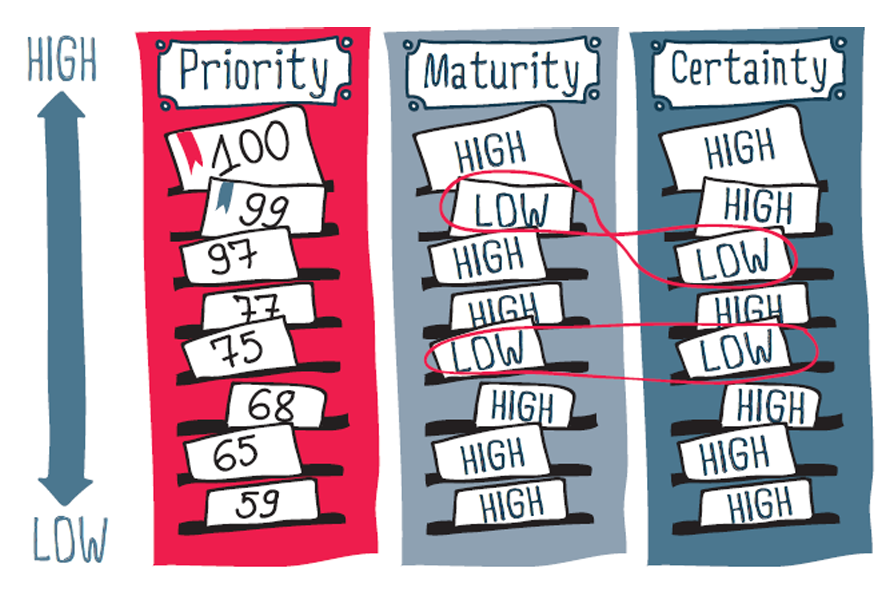 HIGH
Priority Maturity Certainty
100 HIGH HIGH
99 LOW HIGH
97 HIGH LOW
77 HIGH HIGH
75 LOW LOW
68 HIGH HIGH
65 HIGH HIGH
59 HIGH HIGH
LOW